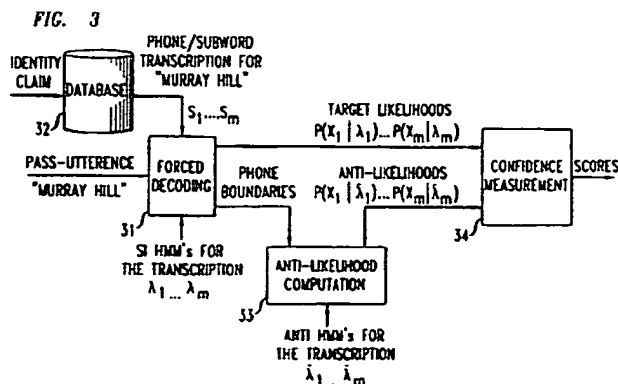 FIG. 3
IDENTITY
CLAIM
DATABASE
32
PHONE/SUBWORD
TRANSCRIPTION FOR
"MURRAY HILL"
S₁....Sₘ
PASS-UTTERENCE
"MURRAY HILL"
FORCED
DECODING
31
SI HMM's FOR
THE TRANSCRIPTION
λ₁ ... λₘ
PHONE
BOUNDARIES
TARGET LIKELIHOODS
P(X₁ | λ₁)... P(Xₘ | λₘ)
ANTI-LIKELIHOODS
P(X₁ | λ̄₁)... P(Xₘ | λ̄ₘ)
ANTI-LIKELIHOOD
COMPUTATION
33
ANTI HMM's FOR
THE TRANSCRIPTION
λ̄₁ .. λ̄ₘ
CONFIDENCE
MEASUREMENT
34
SCORES